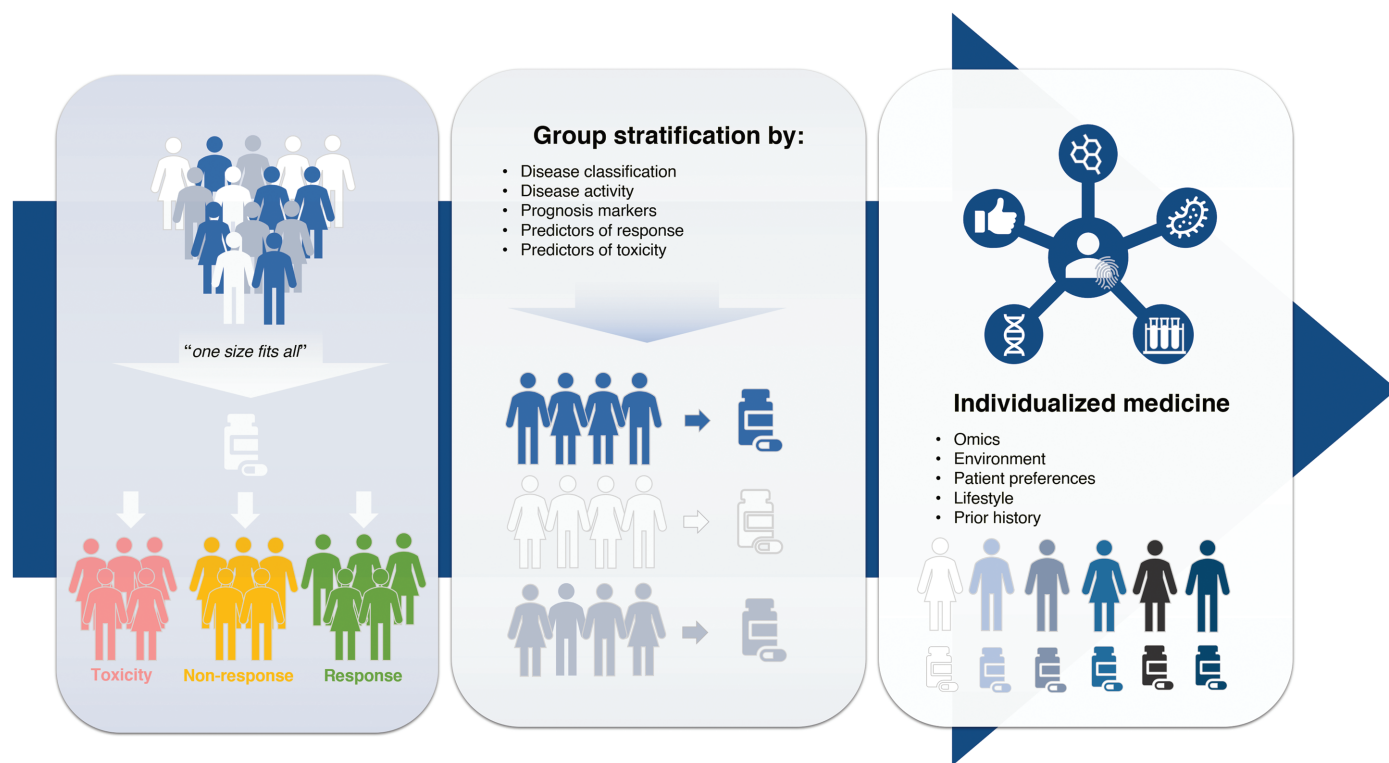 “one size fits all”
Toxicity
Non-response
Response
Group stratification by:
• Disease classification
• Disease activity
• Prognosis markers
• Predictors of response
• Predictors of toxicity
Individualized medicine
• Omics
• Environment
• Patient preferences
• Lifestyle
• Prior history